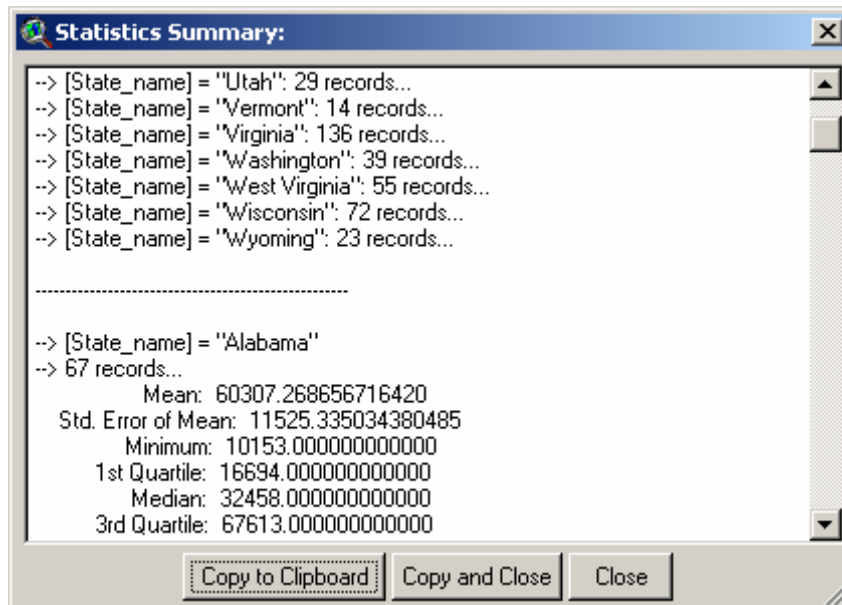 Statistics Summary:
--> [State_name] = "Utah": 29 records...
--> [State_name] = "Vermont": 14 records...
--> [State_name] = "Virginia": 136 records...
--> [State_name] = "Washington": 39 records...
--> [State_name] = "West Virginia": 55 records...
--> [State_name] = "Wisconsin": 72 records...
--> [State_name] = "Wyoming": 23 records...
----------------------------------------------------
--> [State_name] = "Alabama"
--> 67 records...
Mean: 60307.268656716420
Std. Error of Mean: 11525.335034380485
Minimum: 10153.000000000000
1st Quartile: 16694.000000000000
Median: 32458.000000000000
3rd Quartile: 67613.000000000000
Copy to Clipboard Copy and Close Close